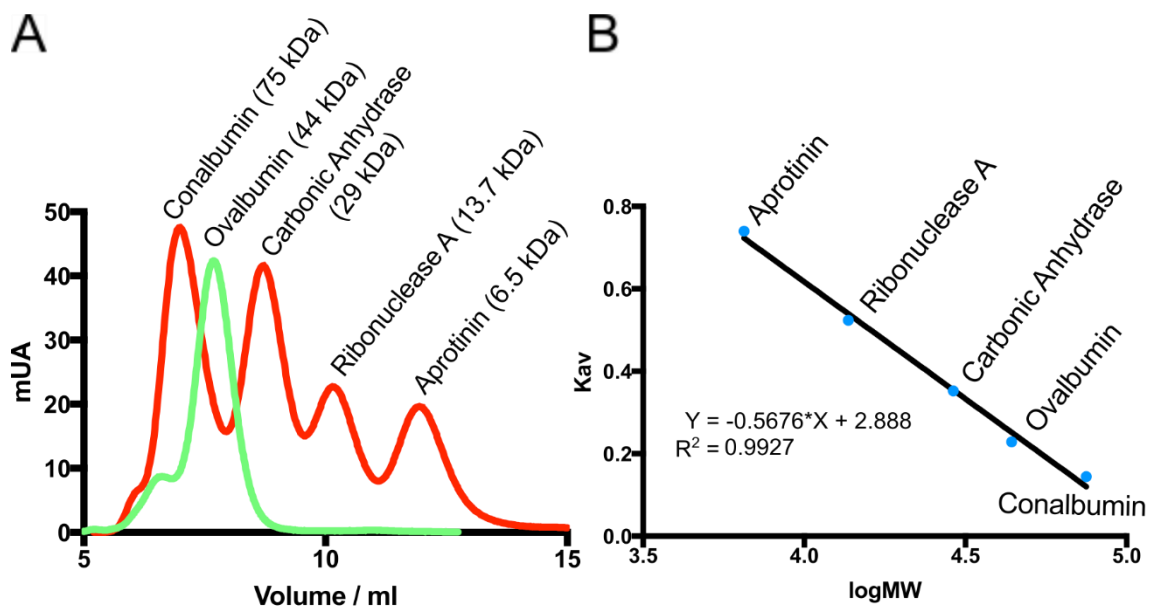 A
Conalbumin (75 kDa)
Ovalbumin (44 kDa)
Carbonic Anhydrase
(29 kDa)
Ribonuclease A (13.7 kDa)
Aprotinin (6.5 kDa)
50
40
30
20
10
0
mUA
5
10
15
Volume / ml
B
Aprotinin
Ribonuclease A
Carbonic Anhydrase
Ovalbumin
Conalbumin
0.8
0.6
0.4
0.2
0.0
Kav
Y = -0.5676*X + 2.888
R² = 0.9927
3.5
4.0
4.5
5.0
logMW